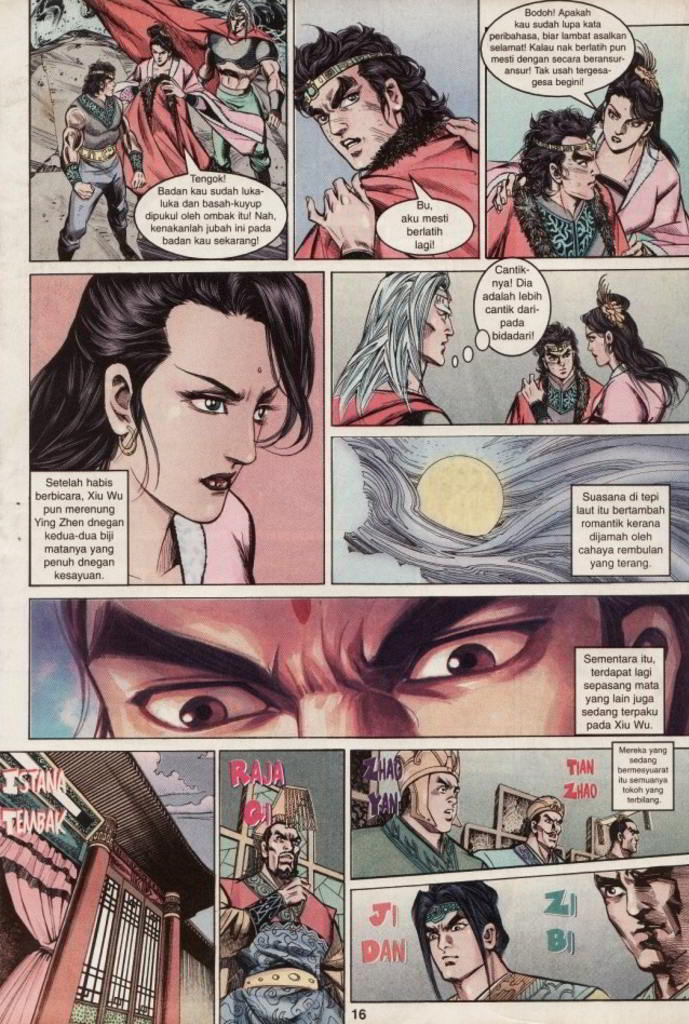 Tengok!
Badan kau sudah luka-
luka dan basah-kuyup
dipukul oleh ombak itu! Nah,
kenakanlah jubah ini pada
badan kau sekarang!
Bu,
aku mesti
berlatih
lagi!
Bodoh! Apakah
kau sudah lupa kata
peribahasa, biar lambat asalkan
selamat! Kalau nak berlatih pun
mesti dengan secara beransur-
ansur! Tak usah tergesa-
gesa begini!
Setelah habis
berbicara, Xiu Wu
pun merenung
Ying Zhen dnegan
kedua-dua biji
matanya yang
penuh dnegan
kesayuan.
Cantik-
nya! Dia
adalah lebih
cantik dari-
pada
bidadari!
Suasana di tepi
laut itu bertambah
romantik kerana
dijamah oleh
cahaya rembulan
yang terang.
Sementara itu,
terdapat lagi
sepasang mata
yang lain juga
sedang terpaku
pada Xiu Wu.
ISTANA
TEMBAK
RAJA
QI
ZHAO
YAN
TIAN
ZHAO
Mereka yang
sedang
bermesyuarat
itu semuanya
tokoh yang
terbilang.
JI
DAN
ZI
BI
16